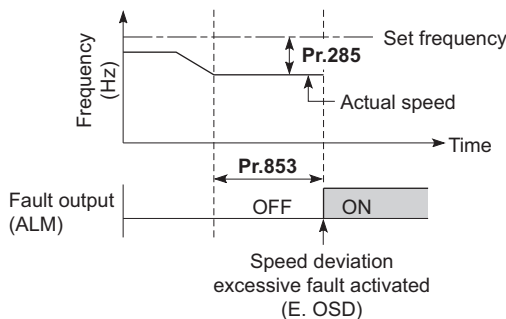 Frequency
(Hz)
Set frequency
Pr.285
Actual speed
Time
Pr.853
Fault output
(ALM)
OFF
ON
Speed deviation
excessive fault activated
(E. OSD)